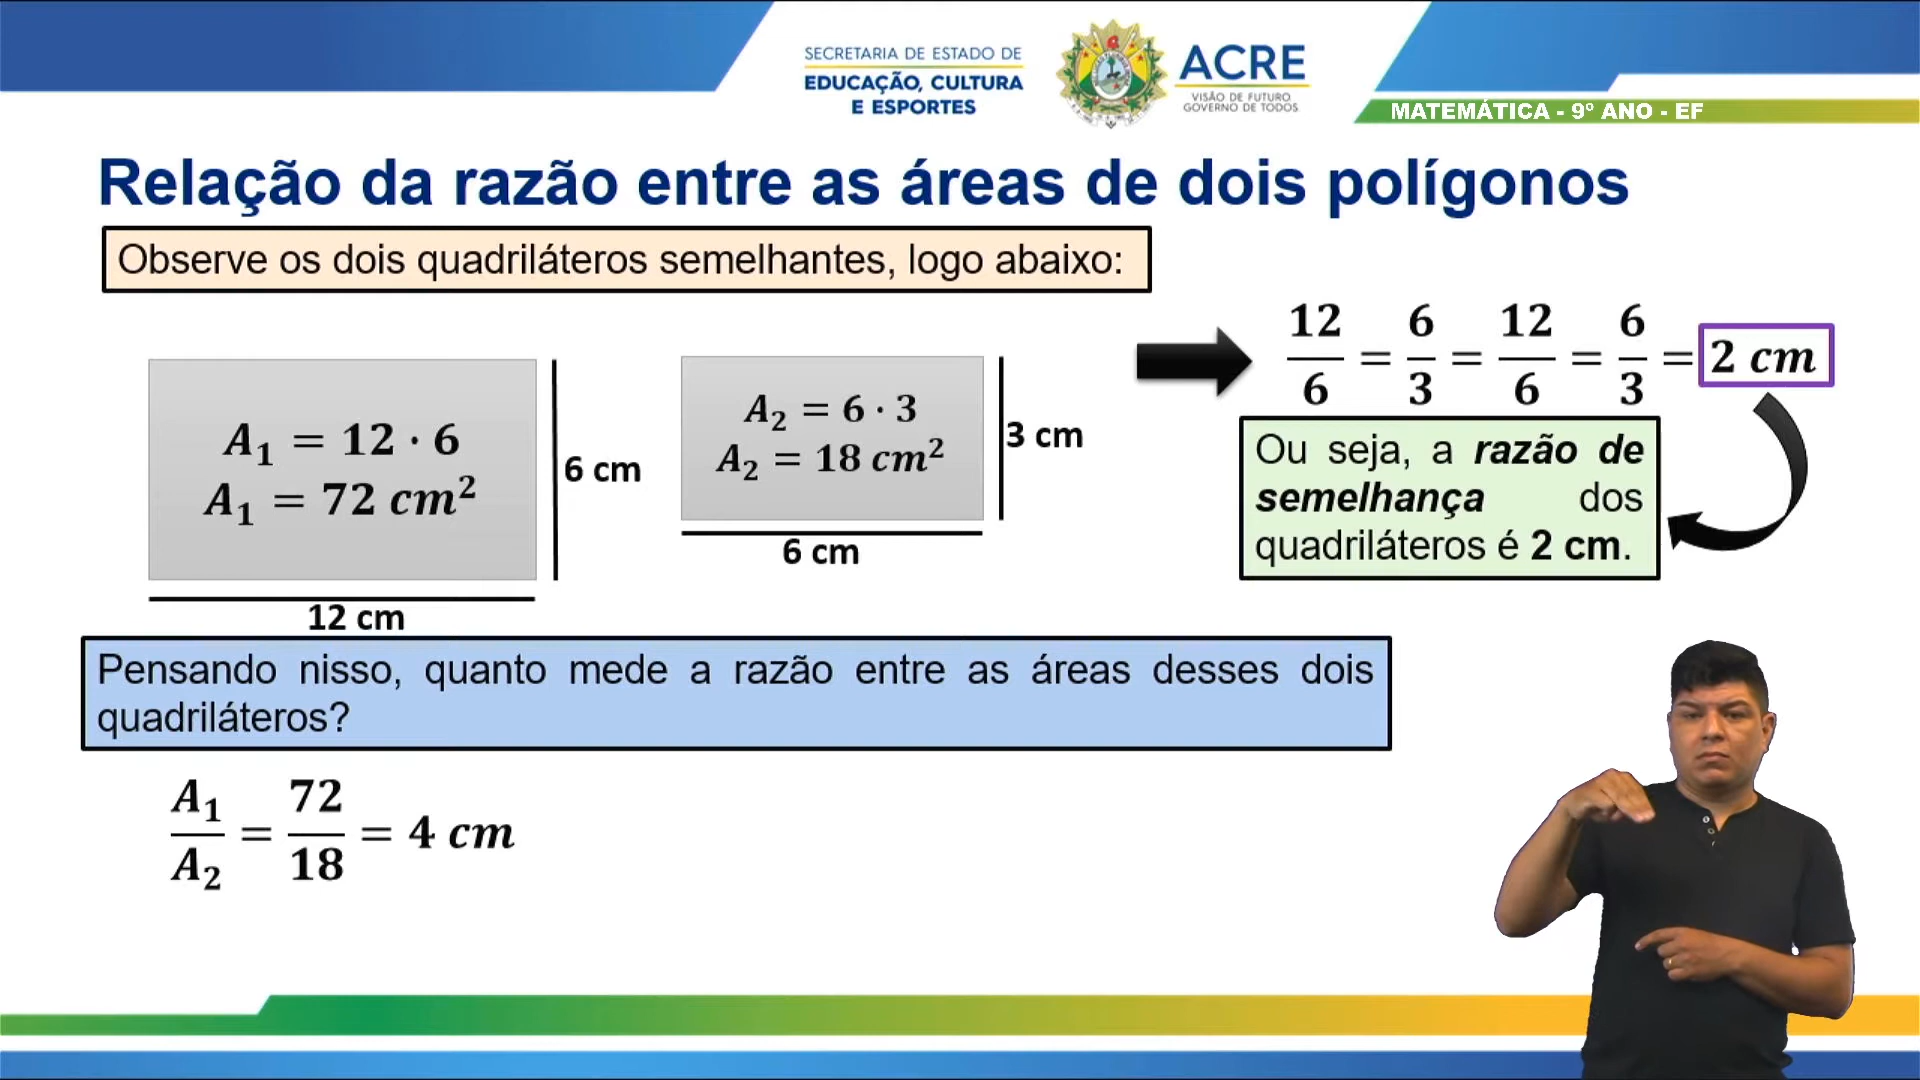 SECRETARIA DE ESTADO DE
EDUCAÇÃO, CULTURA
E ESPORTES
ACRE
VISÃO DE FUTURO
GOVERNO DE TODOS
MATEMÁTICA - 9º ANO - EF
Relação da razão entre as áreas de dois polígonos
Observe os dois quadriláteros semelhantes, logo abaixo:
A₁ = 12 · 6
A₁ = 72 cm²
6 cm
12 cm
A₂ = 6 · 3
A₂ = 18 cm²
3 cm
6 cm
12/6 = 6/3 = 12/6 = 6/3 = 2 cm
Ou seja, a razão de
semelhança dos
quadriláteros é 2 cm.
Pensando nisso, quanto mede a razão entre as áreas desses dois
quadriláteros?
A₁/A₂ = 72/18 = 4 cm